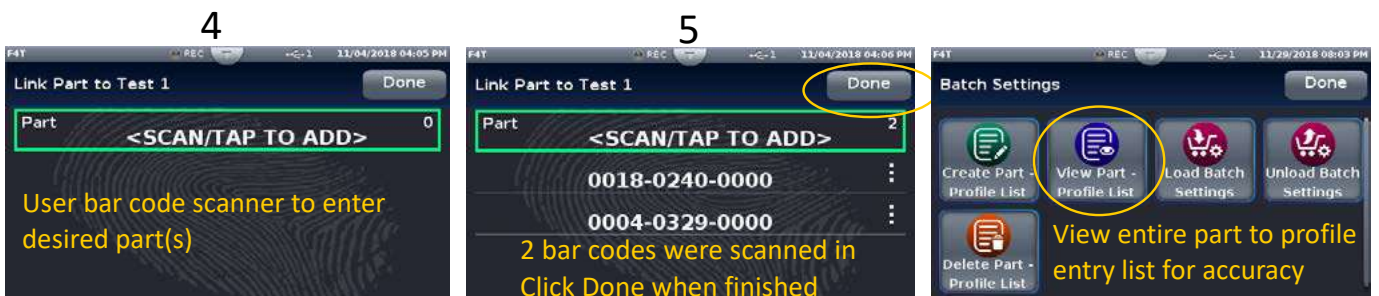 4
F4T REC 1 11/04/2018 04:05 PM
Link Part to Test 1 Done
Part 0
<SCAN/TAP TO ADD>
User bar code scanner to enter
desired part(s)
5
F4T REC 1 11/04/2018 04:06 PM
Link Part to Test 1 Done
Part 2
<SCAN/TAP TO ADD>
0018-0240-0000
0004-0329-0000
2 bar codes were scanned in
Click Done when finished
F4T REC 1 11/29/2018 08:03 PM
Batch Settings Done
Create Part -
Profile List
View Part -
Profile List
Load Batch
Settings
Unload Batch
Settings
Delete Part -
Profile List
View entire part to profile
entry list for accuracy